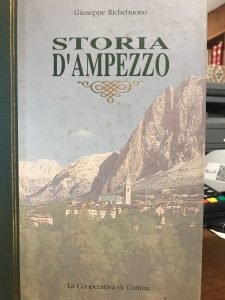 Giuseppe Richebuono
STORIA
D'AMPEZZO
La Cooperativa di Cortina